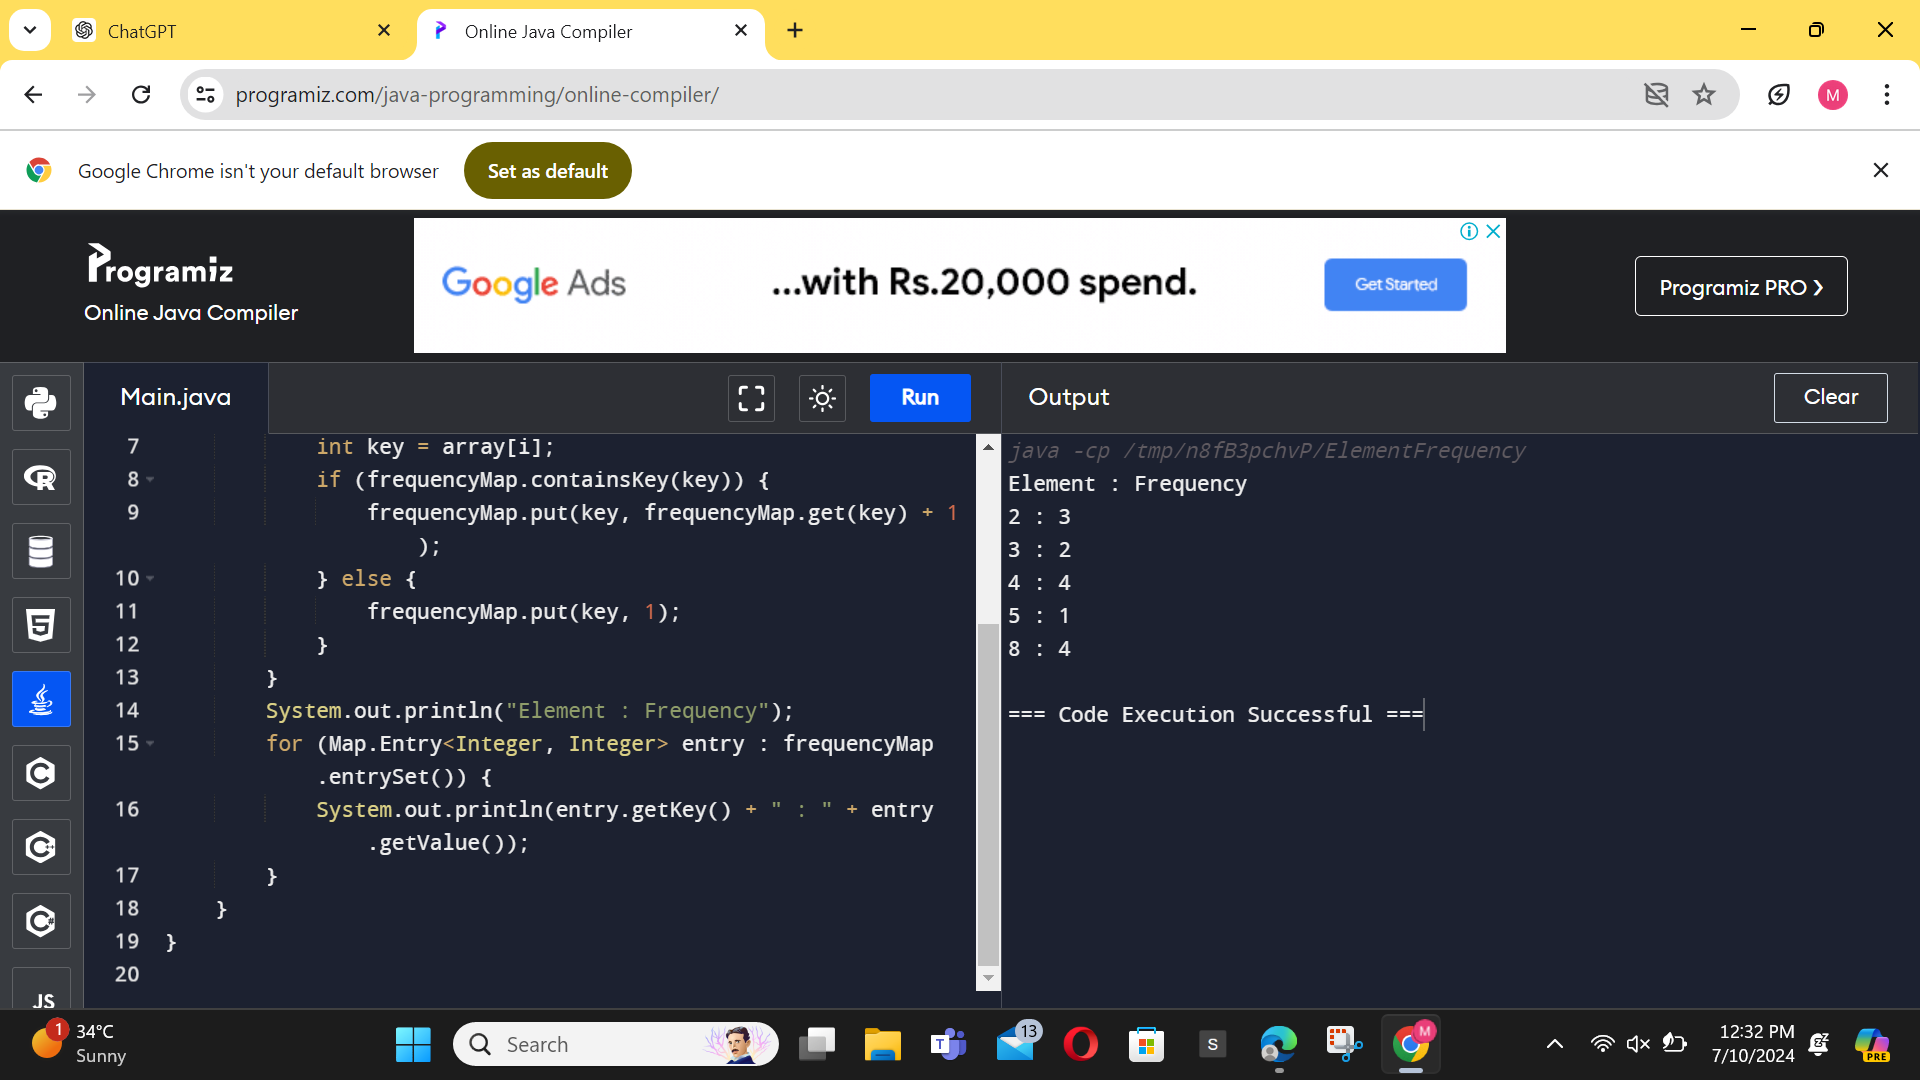 ChatGPT
Online Java Compiler
programiz.com/java-programming/online-compiler/
M
Google Chrome isn't your default browser
Set as default
Programiz
Online Java Compiler
Google Ads
...with Rs.20,000 spend.
Get Started
Programiz PRO ❯
Main.java
Run
Output
Clear
7 int key = array[i];
8 if (frequencyMap.containsKey(key)) {
9 frequencyMap.put(key, frequencyMap.get(key) + 1
);
10 } else {
11 frequencyMap.put(key, 1);
12 }
13 }
14 System.out.println("Element : Frequency");
15 for (Map.Entry<Integer, Integer> entry : frequencyMap
.entrySet()) {
16 System.out.println(entry.getKey() + " : " + entry
.getValue());
17 }
18 }
19 }
20
java -cp /tmp/n8fB3pchvP/ElementFrequency
Element : Frequency
2 : 3
3 : 2
4 : 4
5 : 1
8 : 4
=== Code Execution Successful ===
R
5
C
C++
C#
JS
1
34°C
Sunny
Search
T
13
S
M
12:32 PM
7/10/2024
PRE